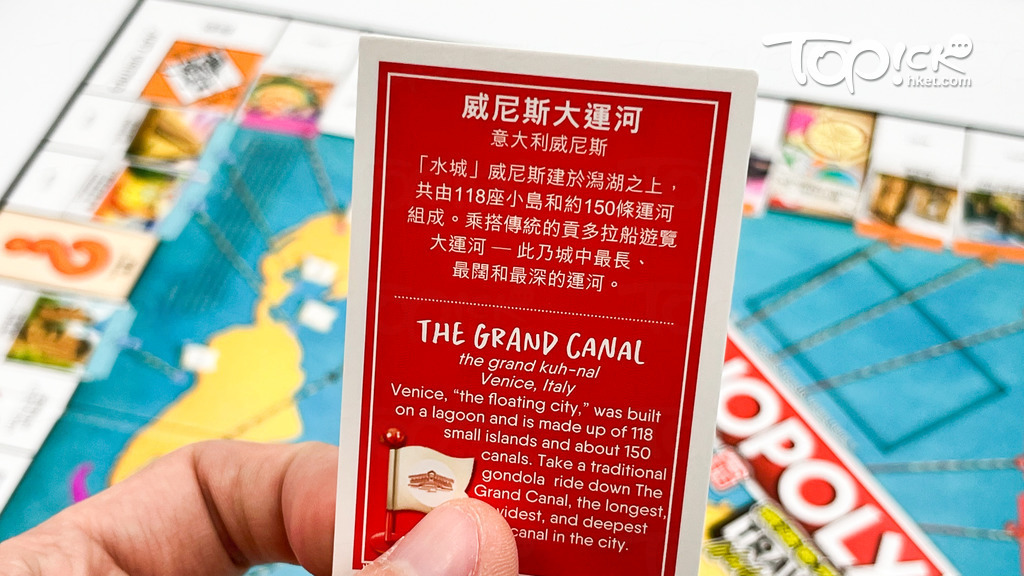 TOPick
hket.com
威尼斯大運河
意大利威尼斯
「水城」威尼斯建於潟湖之上，
共由118座小島和約150條運河
組成。乘搭傳統的貢多拉船遊覽
大運河 — 此乃城中最長、
最闊和最深的運河。
THE GRAND CANAL
the grand kuh-nal
Venice, Italy
Venice, “the floating city,” was built
on a lagoon and is made up of 118
small islands and about 150
canals. Take a traditional
gondola ride down The
Grand Canal, the longest,
widest, and deepest
canal in the city.
OPOLY
TRA